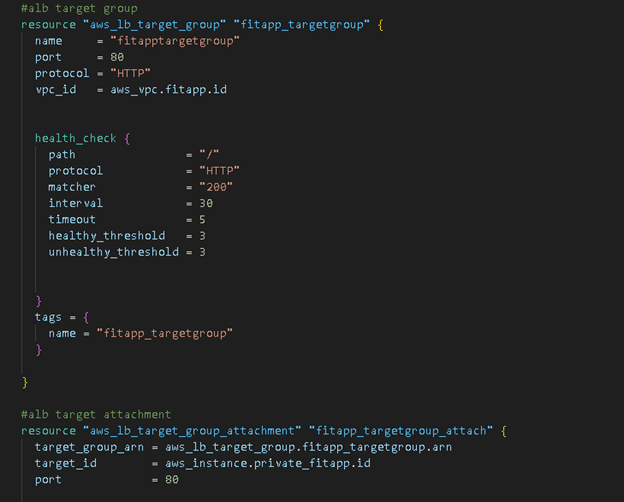 #alb target group
resource "aws_lb_target_group" "fitapp_targetgroup" {
name = "fitapptargetgroup"
port = 80
protocol = "HTTP"
vpc_id = aws_vpc.fitapp.id
health_check {
path = "/"
protocol = "HTTP"
matcher = "200"
interval = 30
timeout = 5
healthy_threshold = 3
unhealthy_threshold = 3
}
tags = {
name = "fitapp_targetgroup"
}
}
#alb target attachment
resource "aws_lb_target_group_attachment" "fitapp_targetgroup_attach" {
target_group_arn = aws_lb_target_group.fitapp_targetgroup.arn
target_id = aws_instance.private_fitapp.id
port = 80